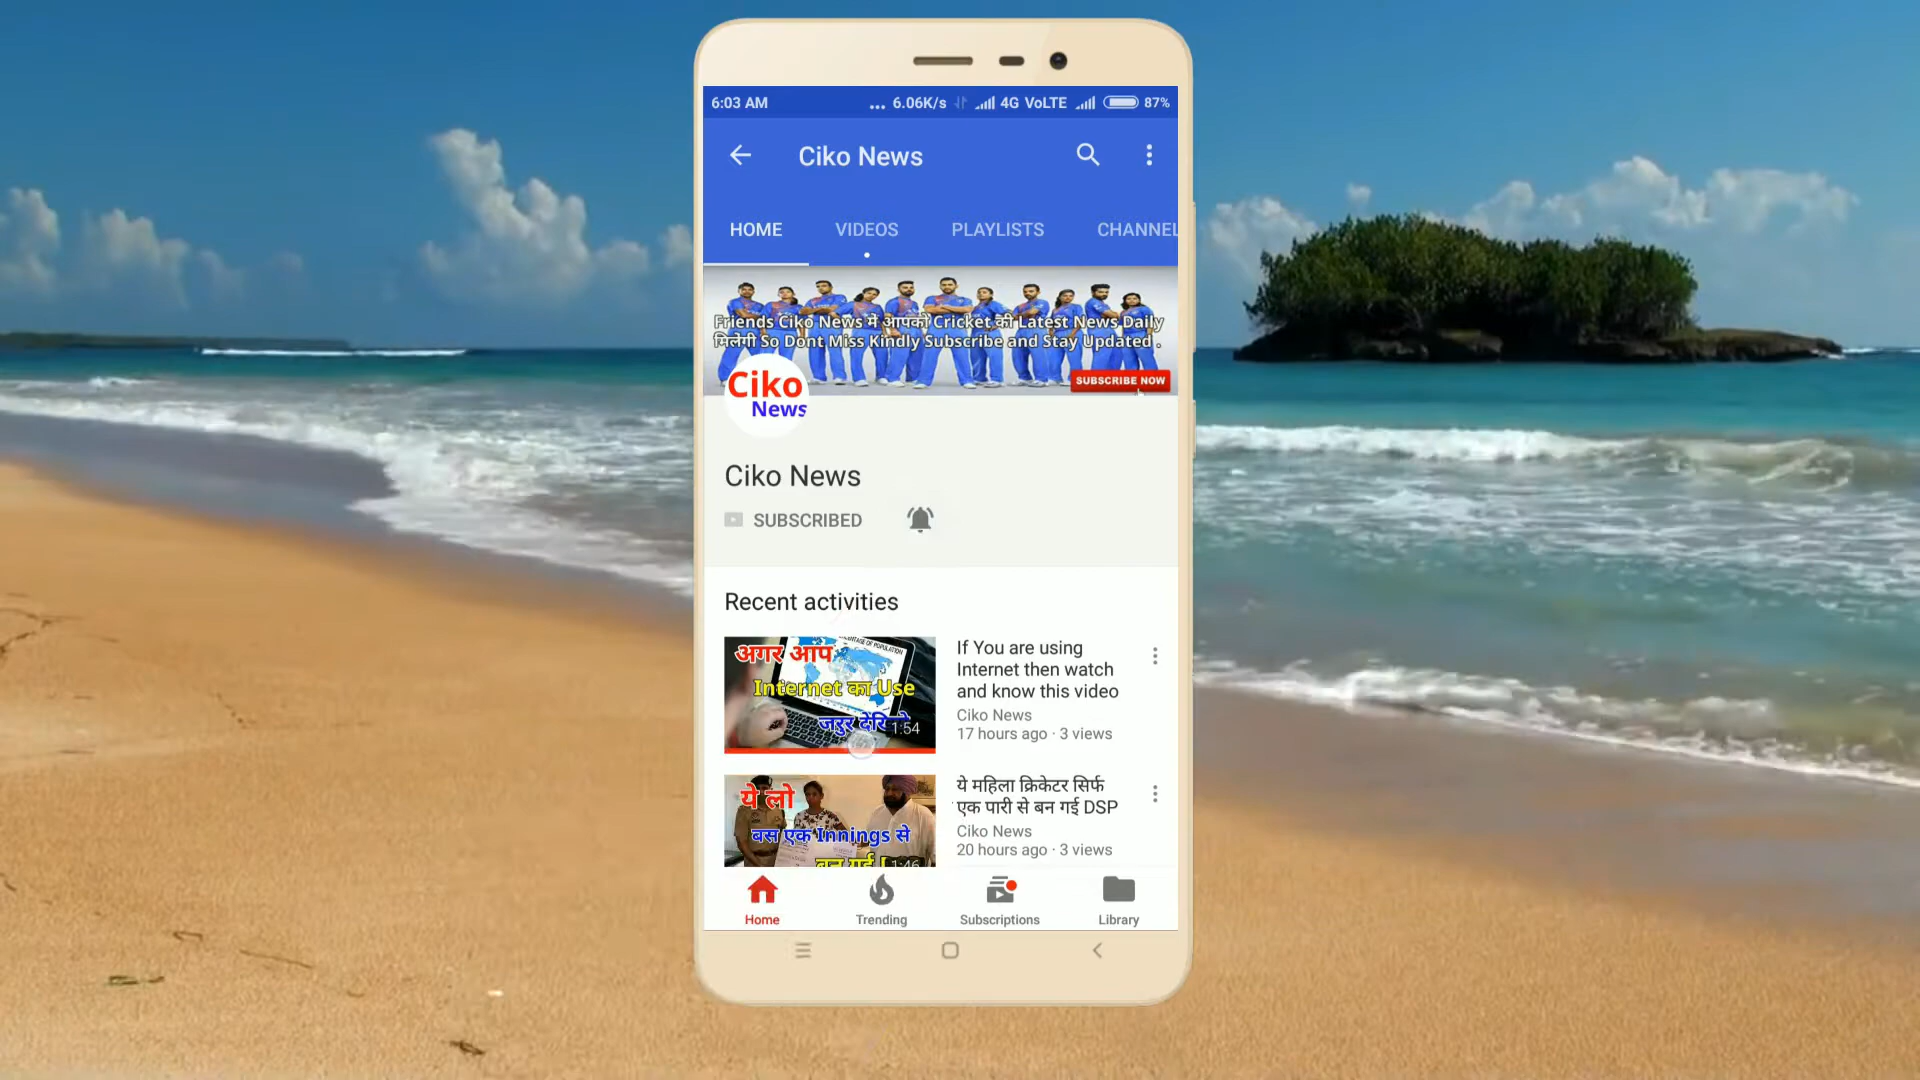 6:03 AM
... 6.06K/s 4G VoLTE 87%
Ciko News
HOME VIDEOS PLAYLISTS CHANNEL
Friends Ciko News में आपको Cricket की Latest News Daily
मिलेगी So Dont Miss Kindly Subscribe and Stay Updated .
SUBSCRIBE NOW
Ciko
News
Ciko News
SUBSCRIBED
Recent activities
अगर आप
Internet का Use
जरुर
1:54
If You are using
Internet then watch
and know this video
Ciko News
17 hours ago · 3 views
ये लो
बस एक Innings से
बन गई
1:46
ये महिला क्रिकेटर सिर्फ
एक पारी से बन गई DSP
Ciko News
20 hours ago · 3 views
Home Trending Subscriptions Library